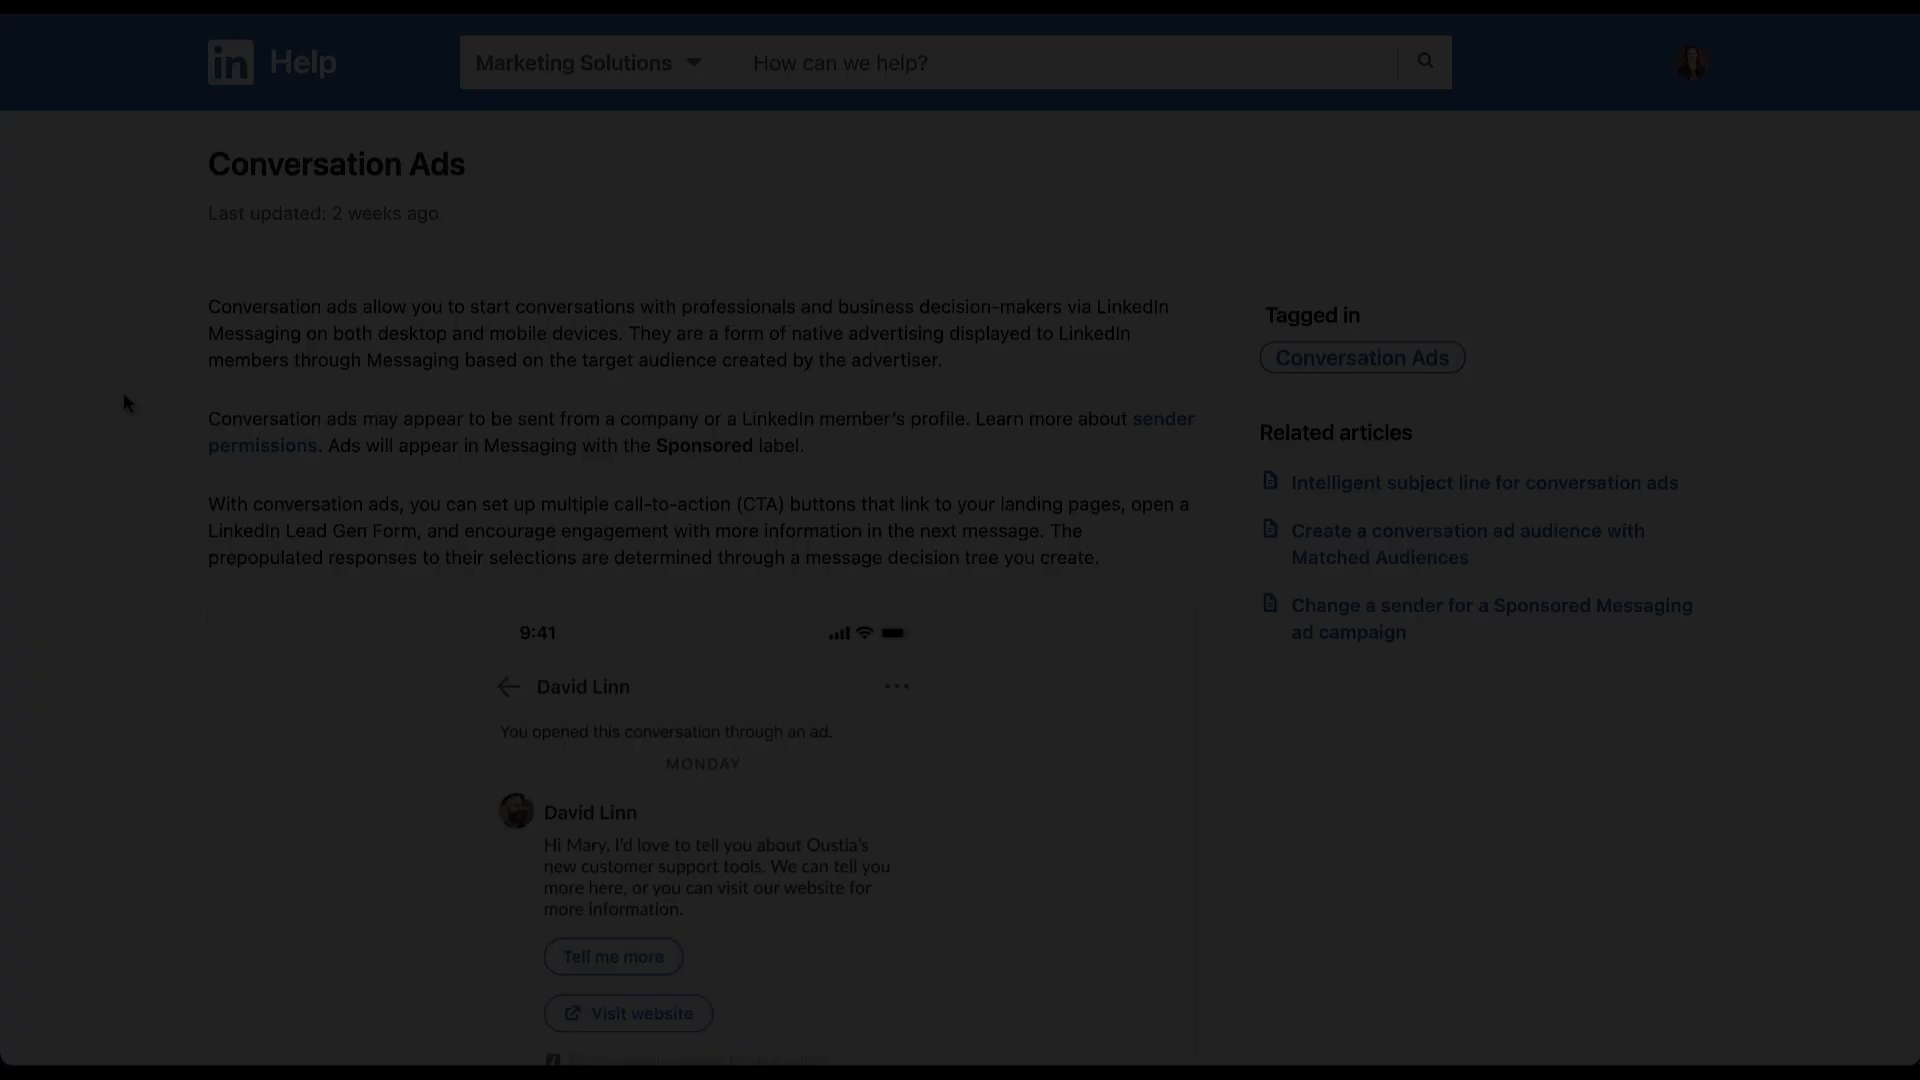 in Help
Marketing Solutions
How can we help?
Conversation Ads
Last updated: 2 weeks ago
Conversation ads allow you to start conversations with professionals and business decision-makers via LinkedIn
Messaging on both desktop and mobile devices. They are a form of native advertising displayed to LinkedIn
members through Messaging based on the target audience created by the advertiser.
Conversation ads may appear to be sent from a company or a LinkedIn member's profile. Learn more about sender
permissions. Ads will appear in Messaging with the Sponsored label.
With conversation ads, you can set up multiple call-to-action (CTA) buttons that link to your landing pages, open a
LinkedIn Lead Gen Form, and encourage engagement with more information in the next message. The
prepopulated responses to their selections are determined through a message decision tree you create.
9:41
David Linn
You opened this conversation through an ad.
MONDAY
David Linn
Hi Mary, I'd love to tell you about Oustia's
new customer support tools. We can tell you
more here, or you can visit our website for
more information.
Tell me more
Visit website
Tagged in
Conversation Ads
Related articles
Intelligent subject line for conversation ads
Create a conversation ad audience with
Matched Audiences
Change a sender for a Sponsored Messaging
ad campaign